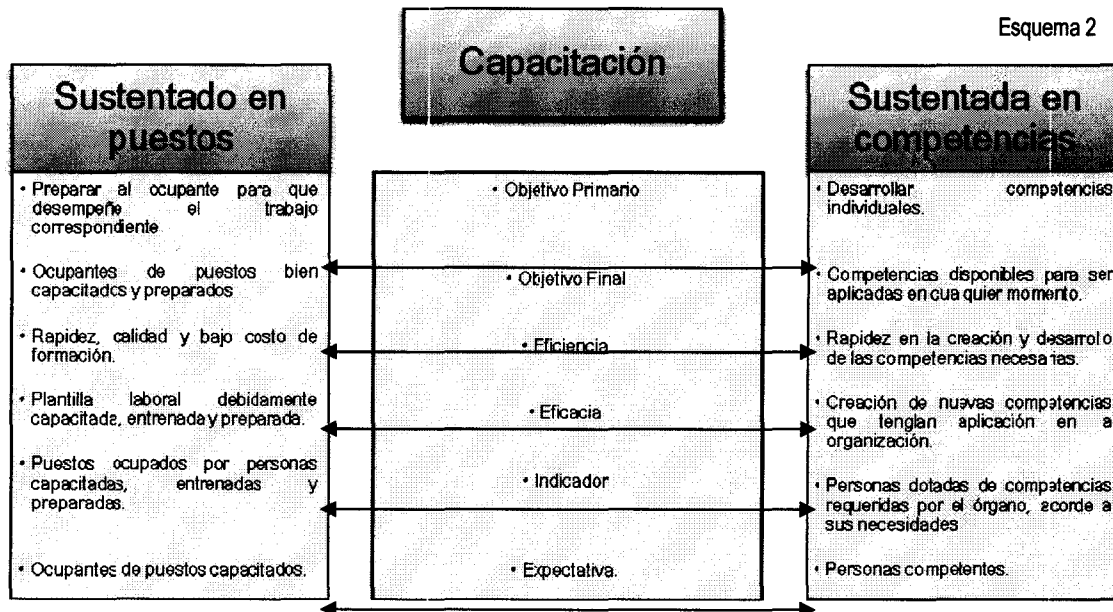 Esquema 2
Capacitación
Sustentado en
puestos
• Preparar al ocupante para que
desempeñe el trabajo
correspondiente
• Ocupantes de puestos bien
capacitados y preparados
• Rapidez, calidad y bajo costo de
formación.
• Plantilla laboral debidamente
capacitada, entrenada y preparada.
• Puestos ocupados por personas
capacitadas, entrenadas y
preparadas.
• Ocupantes de puestos capacitados.
• Objetivo Primario
• Objetivo Final
• Eficiencia
• Eficacia
• Indicador
• Expectativa.
Sustentada en
competencias
• Desarrollar competencias
individuales.
• Competencias disponibles para ser
aplicadas en cua quier momento.
• Rapidez en la creación y desarrollo
de las competencias necesarias.
• Creación de nuevas competencias
que tengan aplicación en a
organización.
• Personas dotadas de competencias
requeridas por el órgano, acorde a
sus necesidades
• Personas competentes.